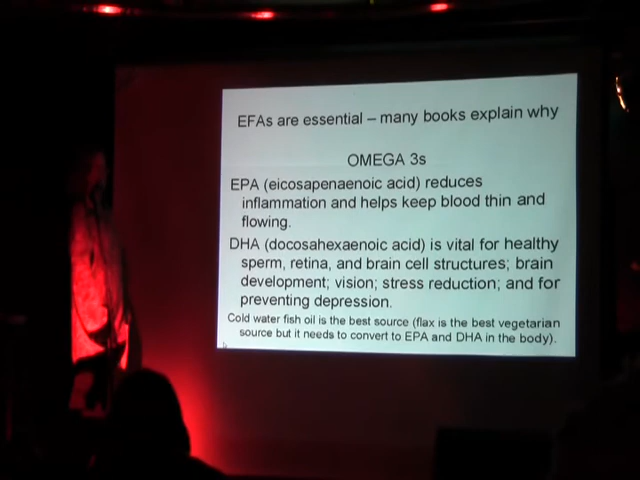 EFAs are essential – many books explain why
OMEGA 3s
EPA (eicosapenaenoic acid) reduces
inflammation and helps keep blood thin and
flowing.
DHA (docosahexaenoic acid) is vital for healthy
sperm, retina, and brain cell structures; brain
development; vision; stress reduction; and for
preventing depression.
Cold water fish oil is the best source (flax is the best vegetarian
source but it needs to convert to EPA and DHA in the body).